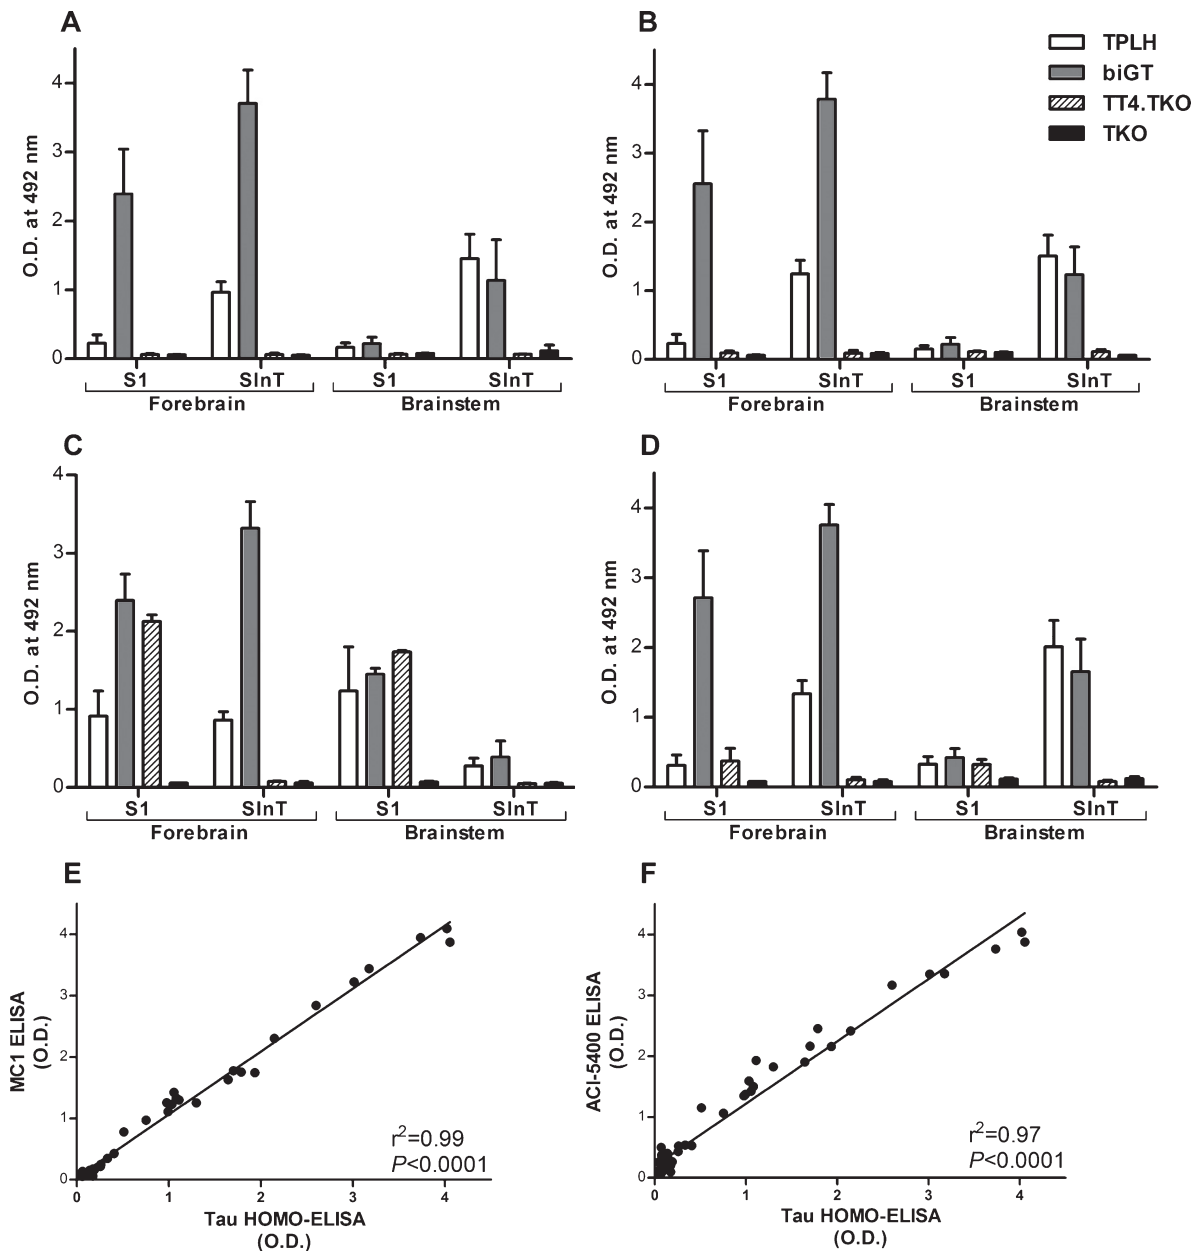 A
O.D. at 492 nm
4
3
2
1
0
S1 SInT S1 SInT
Forebrain Brainstem
B
O.D. at 492 nm
4
3
2
1
0
S1 SInT S1 SInT
Forebrain Brainstem
TPLH
biGT
TT4.TKO
TKO
C
O.D. at 492 nm
4
3
2
1
0
S1 SInT S1 SInT
Forebrain Brainstem
D
O.D. at 492 nm
4
3
2
1
0
S1 SInT S1 SInT
Forebrain Brainstem
E
MC1 ELISA
(O.D.)
4
3
2
1
0
r²=0.99
P<0.0001
0 1 2 3 4
Tau HOMO-ELISA
(O.D.)
F
ACI-5400 ELISA
(O.D.)
4
3
2
1
0
r²=0.97
P<0.0001
0 1 2 3 4
Tau HOMO-ELISA
(O.D.)